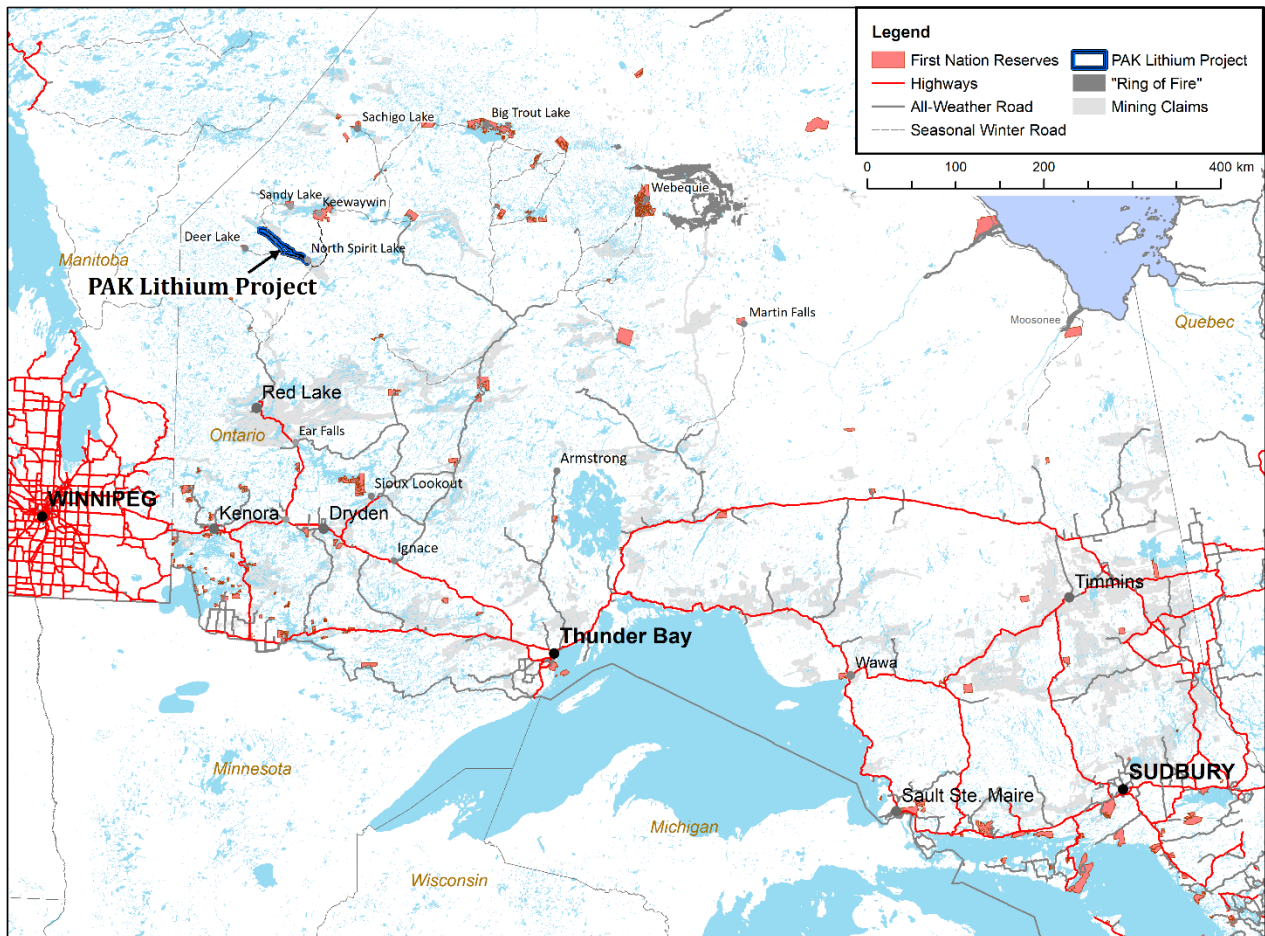 Legend
First Nation Reserves
PAK Lithium Project
Highways
"Ring of Fire"
All-Weather Road
Mining Claims
Seasonal Winter Road
0 100 200 400 km
Sachigo Lake
Big Trout Lake
Webequie
Sandy Lake
Keewaywin
Deer Lake
North Spirit Lake
Manitoba
PAK Lithium Project
Martin Falls
Moosonee
Quebec
Red Lake
Ontario
Ear Falls
Armstrong
Sioux Lookout
WINNIPEG
Kenora
Dryden
Ignace
Timmins
Thunder Bay
Wawa
Minnesota
SUDBURY
Sault Ste. Maire
Michigan
Wisconsin